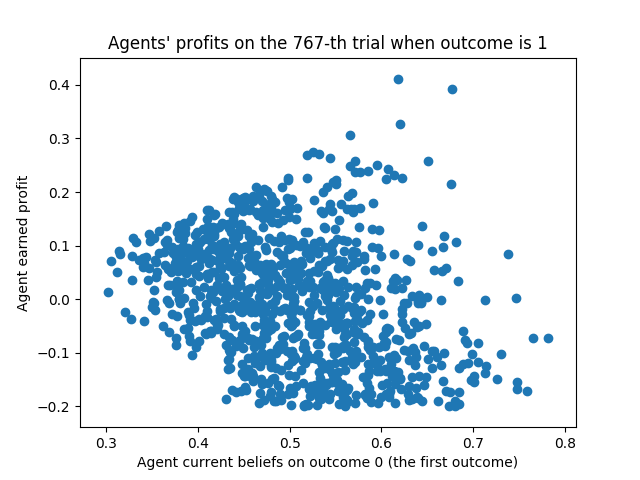 Agents' profits on the 767-th trial when outcome is 1
Agent earned profit
0.4
0.3
0.2
0.1
0.0
−0.1
−0.2
0.3 0.4 0.5 0.6 0.7 0.8
Agent current beliefs on outcome 0 (the first outcome)